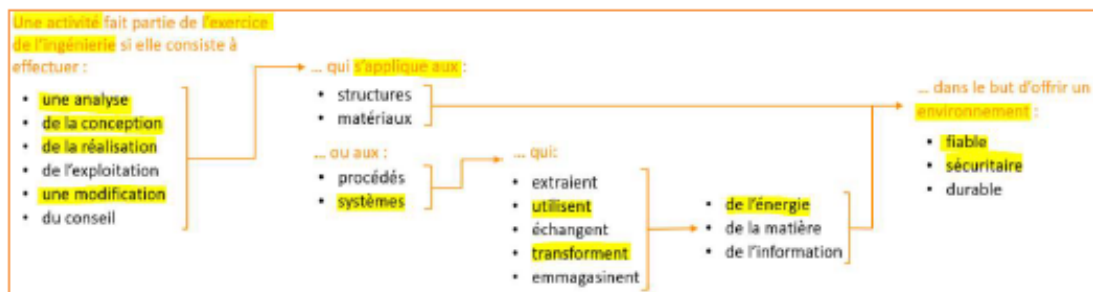 Une activité fait partie de l'exercice
de l'ingénierie si elle consiste à
effectuer :
• une analyse
• de la conception
• de la réalisation
• de l'exploitation
• une modification
• du conseil
... qui s'applique aux :
• structures
• matériaux
... ou aux :
• procédés
• systèmes
... qui:
• extraient
• utilisent
• échangent
• transforment
• emmagasinent
• de l'énergie
• de la matière
• de l'information
... dans le but d'offrir un
environnement :
• fiable
• sécuritaire
• durable